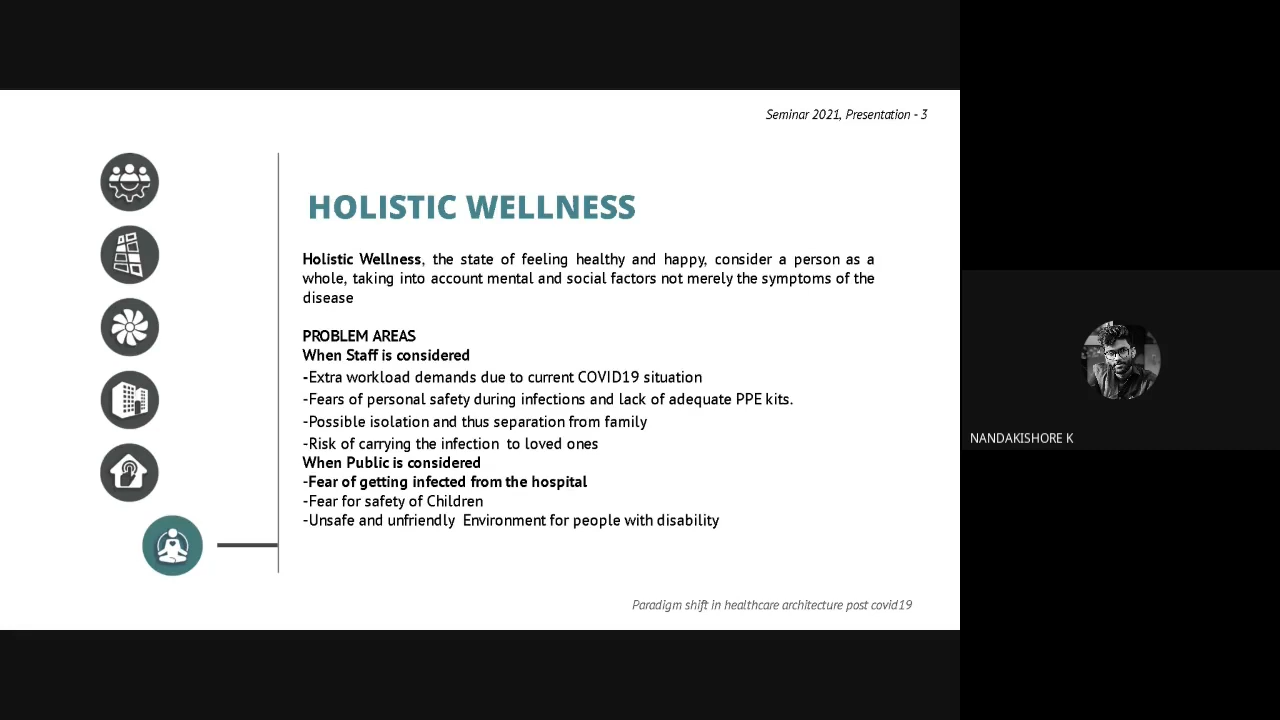 Seminar 2021, Presentation - 3
HOLISTIC WELLNESS
Holistic Wellness, the state of feeling healthy and happy, consider a person as a
whole, taking into account mental and social factors not merely the symptoms of the
disease
PROBLEM AREAS
When Staff is considered
-Extra workload demands due to current COVID19 situation
-Fears of personal safety during infections and lack of adequate PPE kits.
-Possible isolation and thus separation from family
-Risk of carrying the infection  to loved ones
When Public is considered
-Fear of getting infected from the hospital
-Fear for safety of Children
-Unsafe and unfriendly  Environment for people with disability
Paradigm shift in healthcare architecture post covid19
NANDAKISHORE K